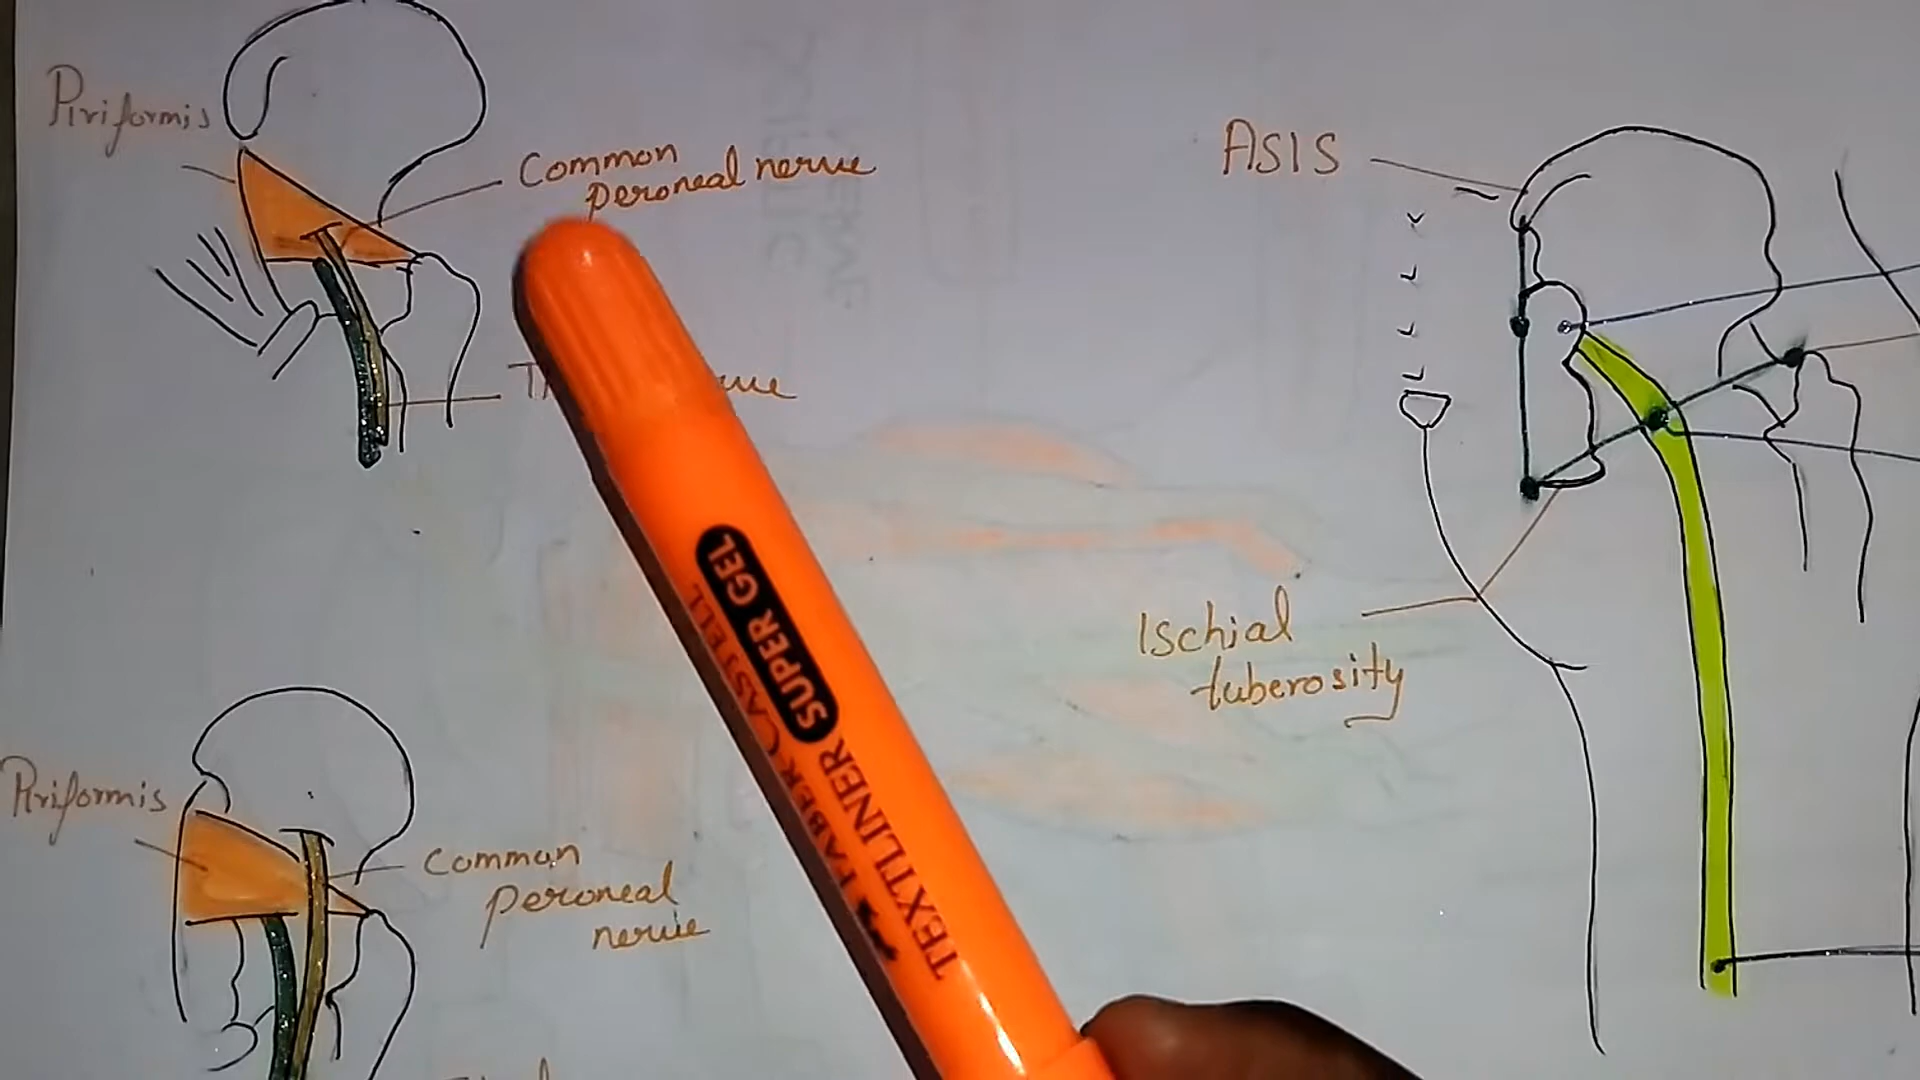 Piriformis
Common
peroneal nerve
ASIS
FABER CASTELL
TEXTLINER SUPER GEL
Ischial
tuberosity
Piriformis
Common
peroneal
nerve